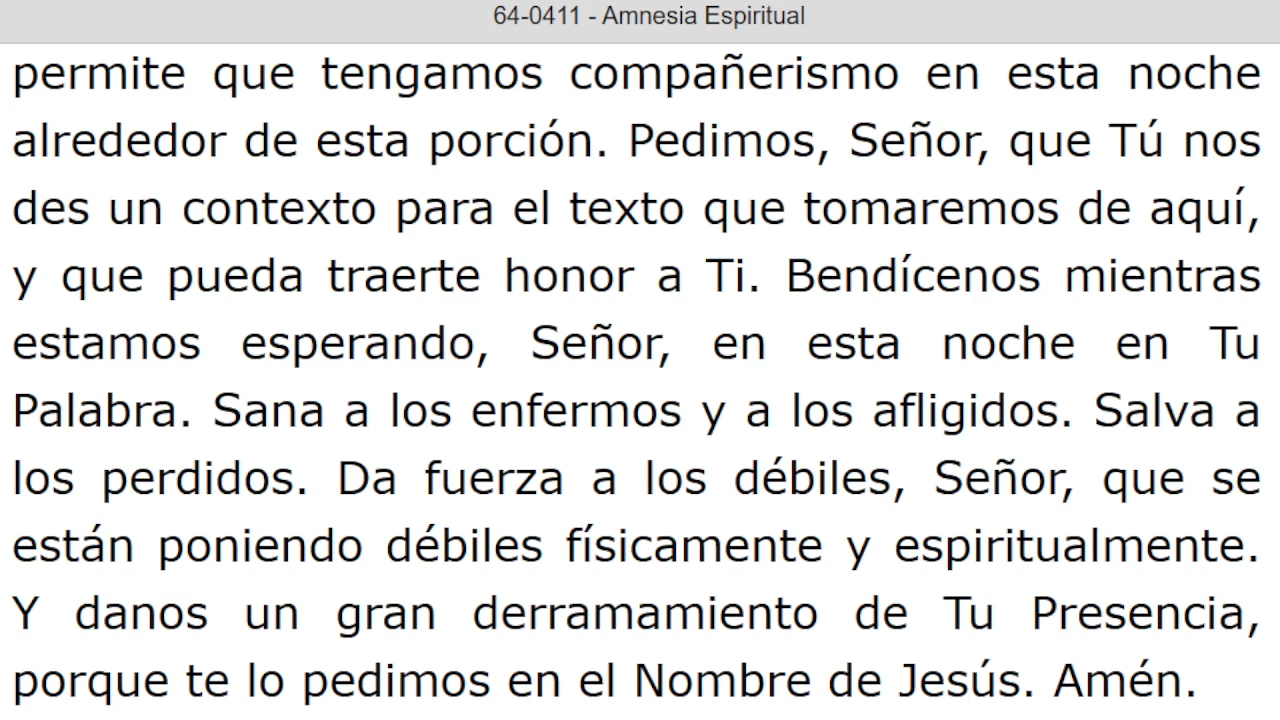 64-0411 - Amnesia Espiritual
permite que tengamos compañerismo en esta noche
alrededor de esta porción. Pedimos, Señor, que Tú nos
des un contexto para el texto que tomaremos de aquí,
y que pueda traerte honor a Ti. Bendícenos mientras
estamos esperando, Señor, en esta noche en Tu
Palabra. Sana a los enfermos y a los afligidos. Salva a
los perdidos. Da fuerza a los débiles, Señor, que se
están poniendo débiles físicamente y espiritualmente.
Y danos un gran derramamiento de Tu Presencia,
porque te lo pedimos en el Nombre de Jesús. Amén.